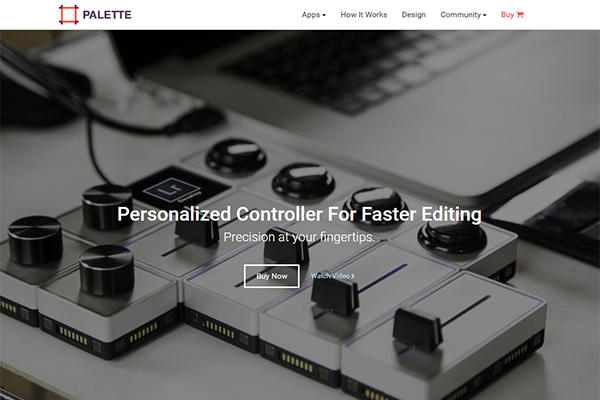 PALETTE
Apps
How It Works
Design
Community
Buy
Lr
Personalized Controller For Faster Editing
Precision at your fingertips.
Buy Now
Watch Video